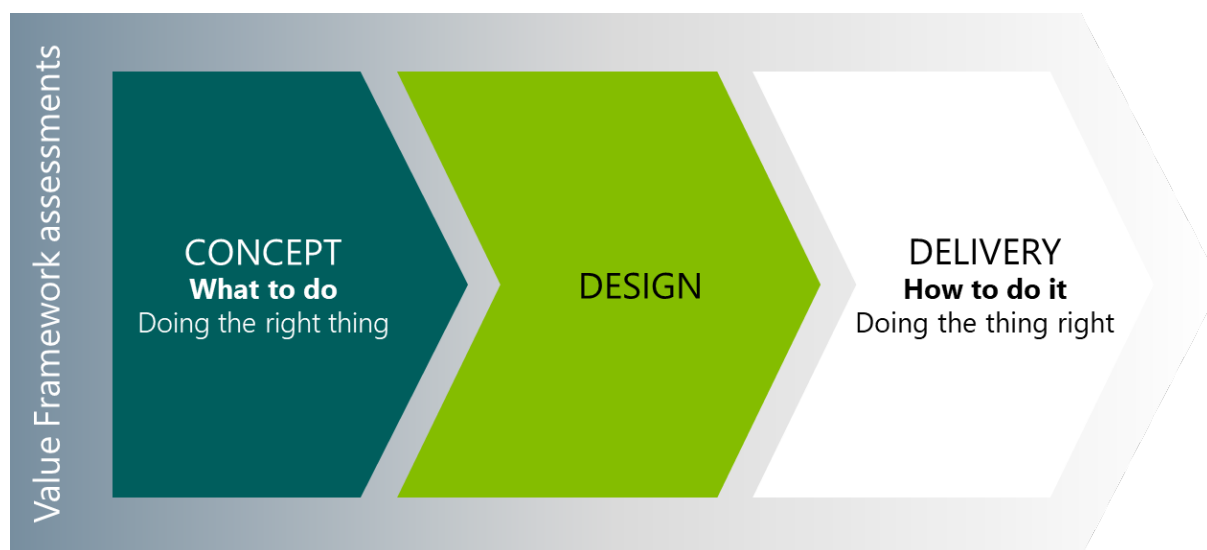 Value Framework assessments
CONCEPT
What to do
Doing the right thing
DESIGN
DELIVERY
How to do it
Doing the thing right